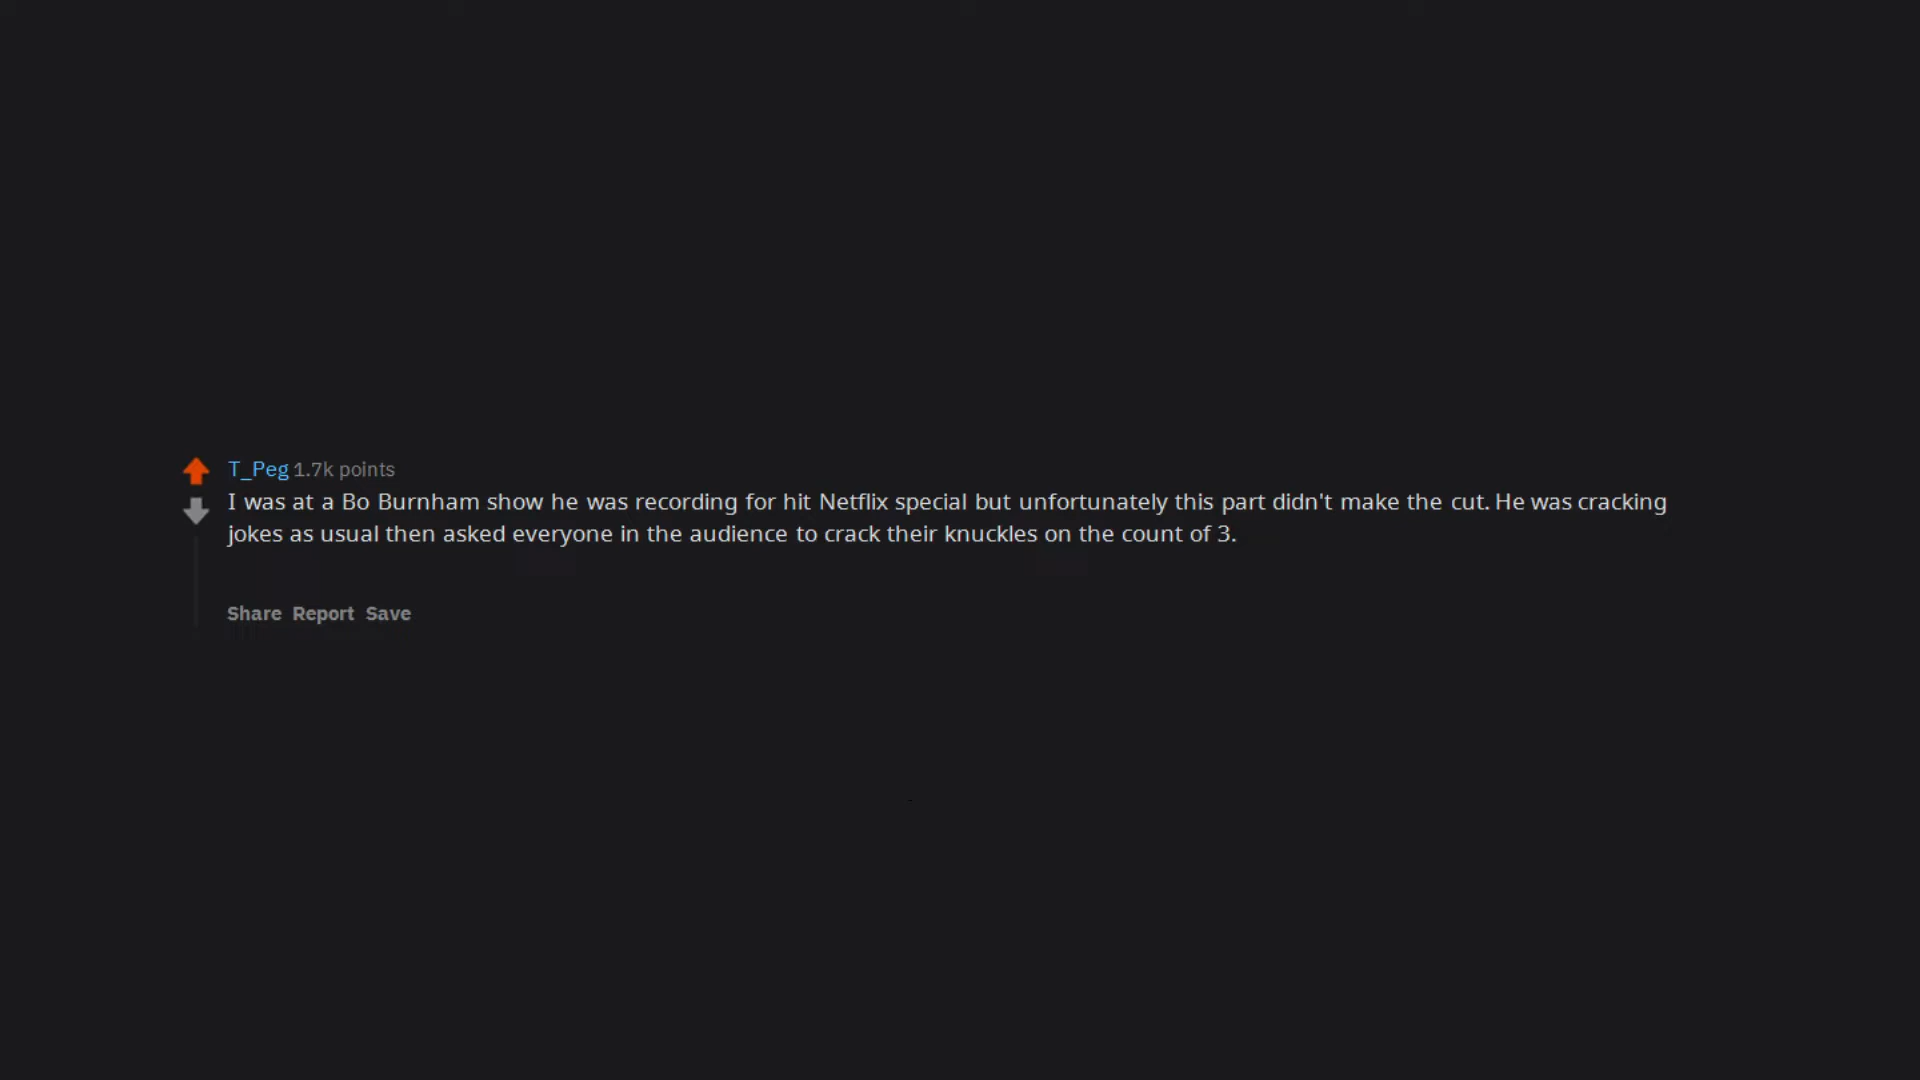 T_Peg 1.7k points
I was at a Bo Burnham show he was recording for hit Netflix special but unfortunately this part didn't make the cut. He was cracking
jokes as usual then asked everyone in the audience to crack their knuckles on the count of 3.
Share Report Save